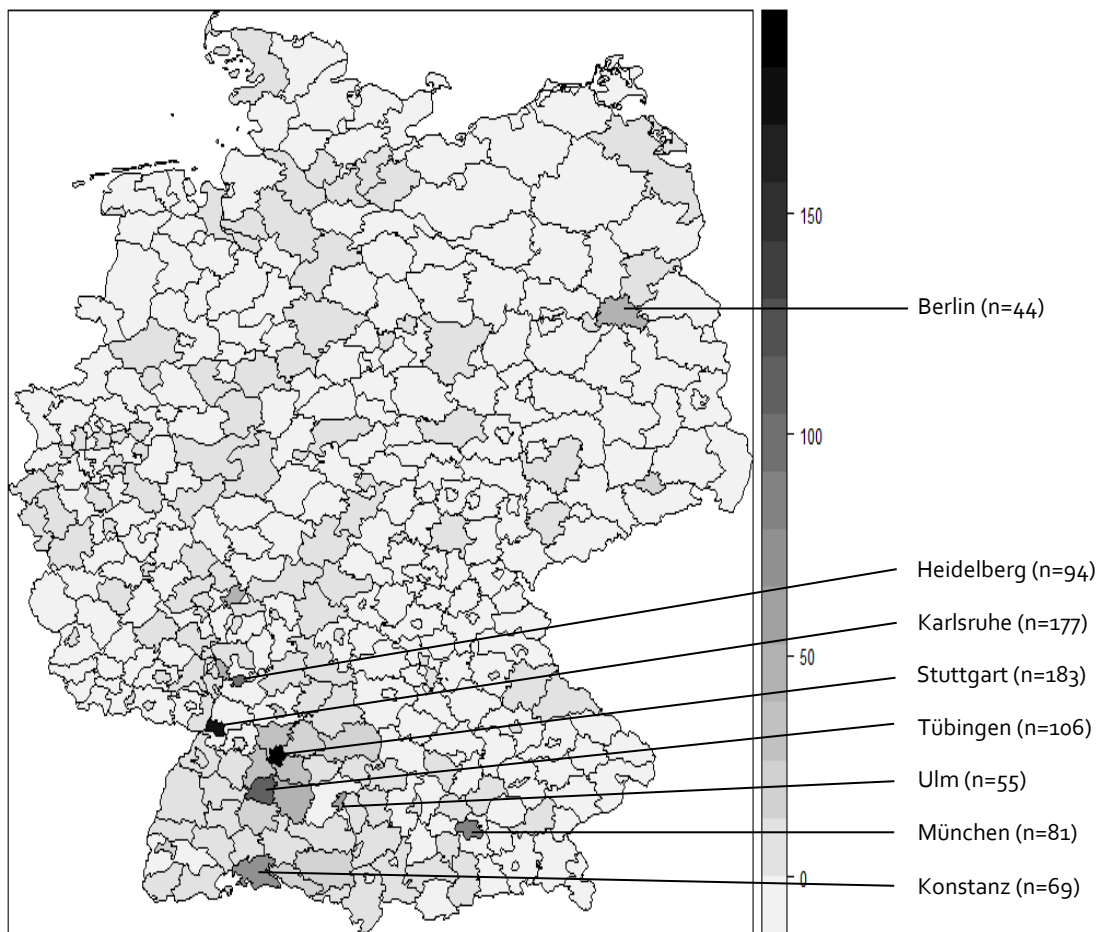 150
Berlin (n=44)
100
Heidelberg (n=94)
Karlsruhe (n=177)
50
Stuttgart (n=183)
Tübingen (n=106)
Ulm (n=55)
München (n=81)
0
Konstanz (n=69)